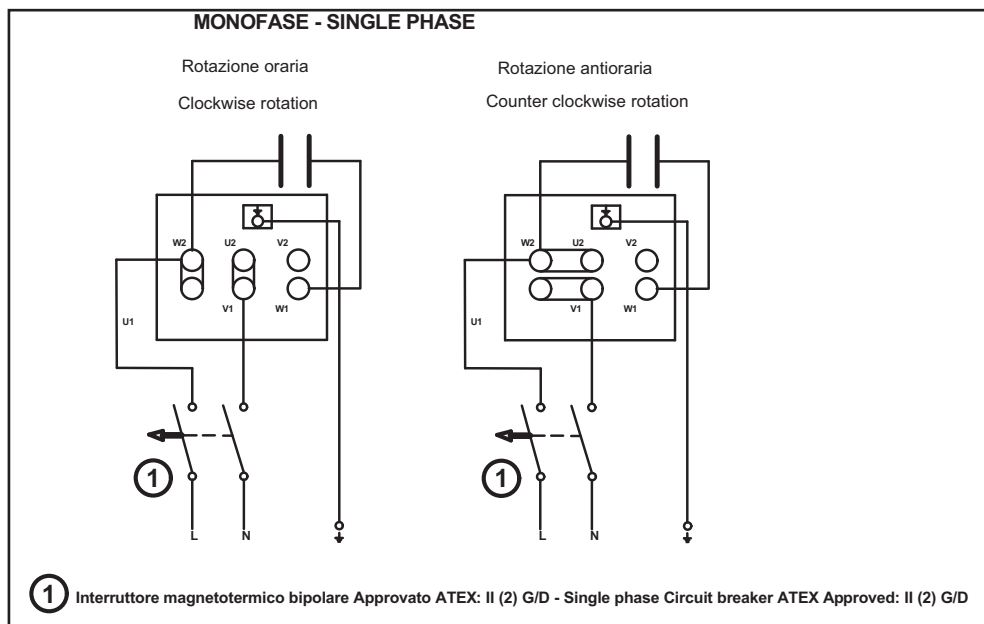 MONOFASE - SINGLE PHASE
Rotazione oraria
Clockwise rotation
Rotazione antioraria
Counter clockwise rotation
W2 U2 V2
V1 W1
U1
1
L N
W2 U2 V2
V1 W1
U1
1
L N
1 Interruttore magnetotermico bipolare Approvato ATEX: II (2) G/D - Single phase Circuit breaker ATEX Approved: II (2) G/D